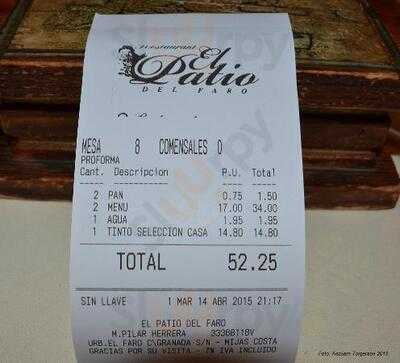 Restaurant
El
Patio
DEL FARO
MESA 8 COMENSALES 0
PROFORMA
Cant. Descripcion P.U. Total
2 PAN 0.75 1.50
2 MENU 17.00 34.00
1 AGUA 1.95 1.95
1 TINTO SELECCION CASA 14.80 14.80
TOTAL 52.25
SIN LLAVE 1 MAR 14 ABR 2015 21:17
EL PATIO DEL FARO
M.PILAR HERRERA 33386118V
URB.EL FARO C\GRANADA S/N - MIJAS COSTA
GRACIAS POR SU VISITA - 7% IVA INCLUIDO